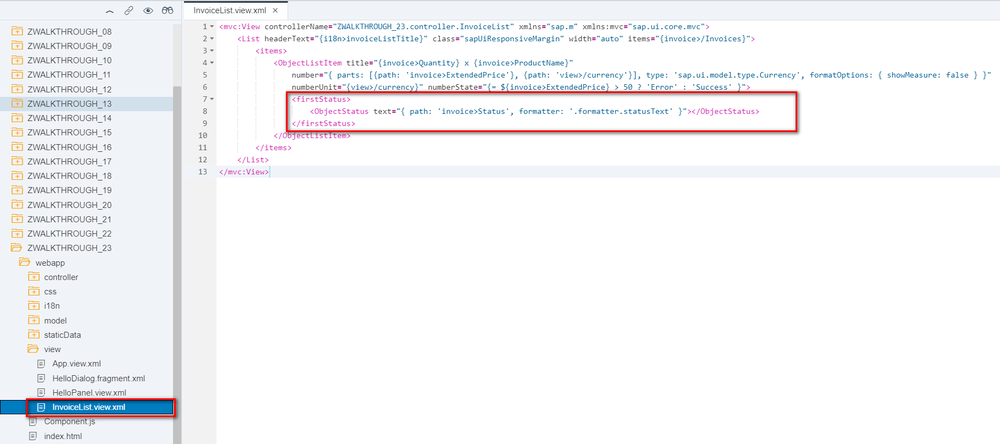 ZWALKTHROUGH_08
ZWALKTHROUGH_09
ZWALKTHROUGH_10
ZWALKTHROUGH_11
ZWALKTHROUGH_12
ZWALKTHROUGH_13
ZWALKTHROUGH_14
ZWALKTHROUGH_15
ZWALKTHROUGH_16
ZWALKTHROUGH_17
ZWALKTHROUGH_18
ZWALKTHROUGH_19
ZWALKTHROUGH_20
ZWALKTHROUGH_21
ZWALKTHROUGH_22
ZWALKTHROUGH_23
webapp
controller
css
i18n
model
staticData
view
App.view.xml
HelloDialog.fragment.xml
HelloPanel.view.xml
InvoiceList.view.xml
Component.js
index.html
InvoiceList.view.xml ×
1 <mvc:View controllerName="ZWALKTHROUGH_23.controller.InvoiceList" xmlns="sap.m" xmlns:mvc="sap.ui.core.mvc">
2 <List headerText="{i18n>invoiceListTitle}" class="sapUiResponsiveMargin" width="auto" items="{invoice>/Invoices}">
3 <items>
4 <ObjectListItem title="{invoice>Quantity} x {invoice>ProductName}"
5 number="{ parts: [{path: 'invoice>ExtendedPrice'}, {path: 'view>/currency'}], type: 'sap.ui.model.type.Currency', formatOptions: { showMeasure: false } }"
6 numberUnit="{view>/currency}" numberState="{= ${invoice>ExtendedPrice} > 50 ? 'Error' : 'Success' }">
7 <firstStatus>
8 <ObjectStatus text="{ path: 'invoice>Status', formatter: '.formatter.statusText' }"></ObjectStatus>
9 </firstStatus>
10 </ObjectListItem>
11 </items>
12 </List>
13 </mvc:View>